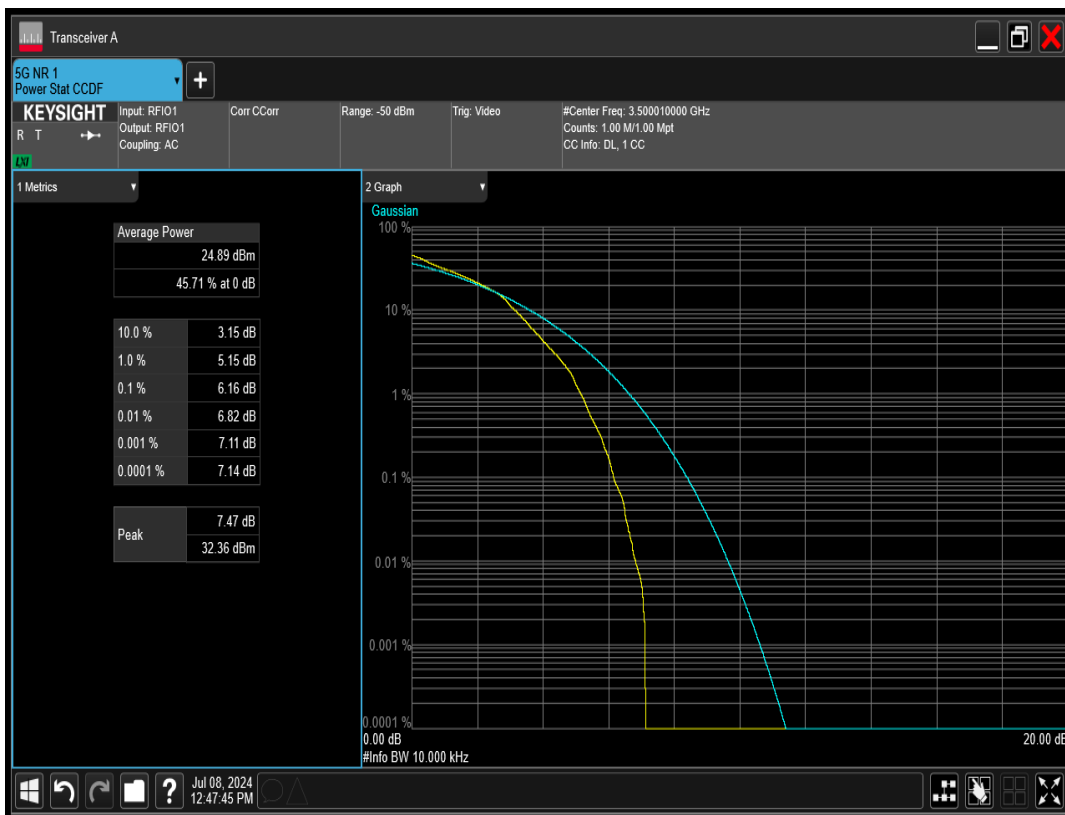 Transceiver A
5G NR 1
Power Stat CCDF
+
KEYSIGHT
R T
LXI
Input: RFIO1
Output: RFIO1
Coupling: AC
Corr CCorr
Range: -50 dBm
Trig: Video
#Center Freq: 3.500010000 GHz
Counts: 1.00 M/1.00 Mpt
CC Info: DL, 1 CC
1 Metrics
Average Power
24.89 dBm
45.71 % at 0 dB
10.0 % 3.15 dB
1.0 % 5.15 dB
0.1 % 6.16 dB
0.01 % 6.82 dB
0.001 % 7.11 dB
0.0001 % 7.14 dB
Peak
7.47 dB
32.36 dBm
2 Graph
Gaussian
100 %
10 %
1 %
0.1 %
0.01 %
0.001 %
0.0001 %
0.00 dB
20.00 dB
#Info BW 10.000 kHz
?
Jul 08, 2024
12:47:45 PM